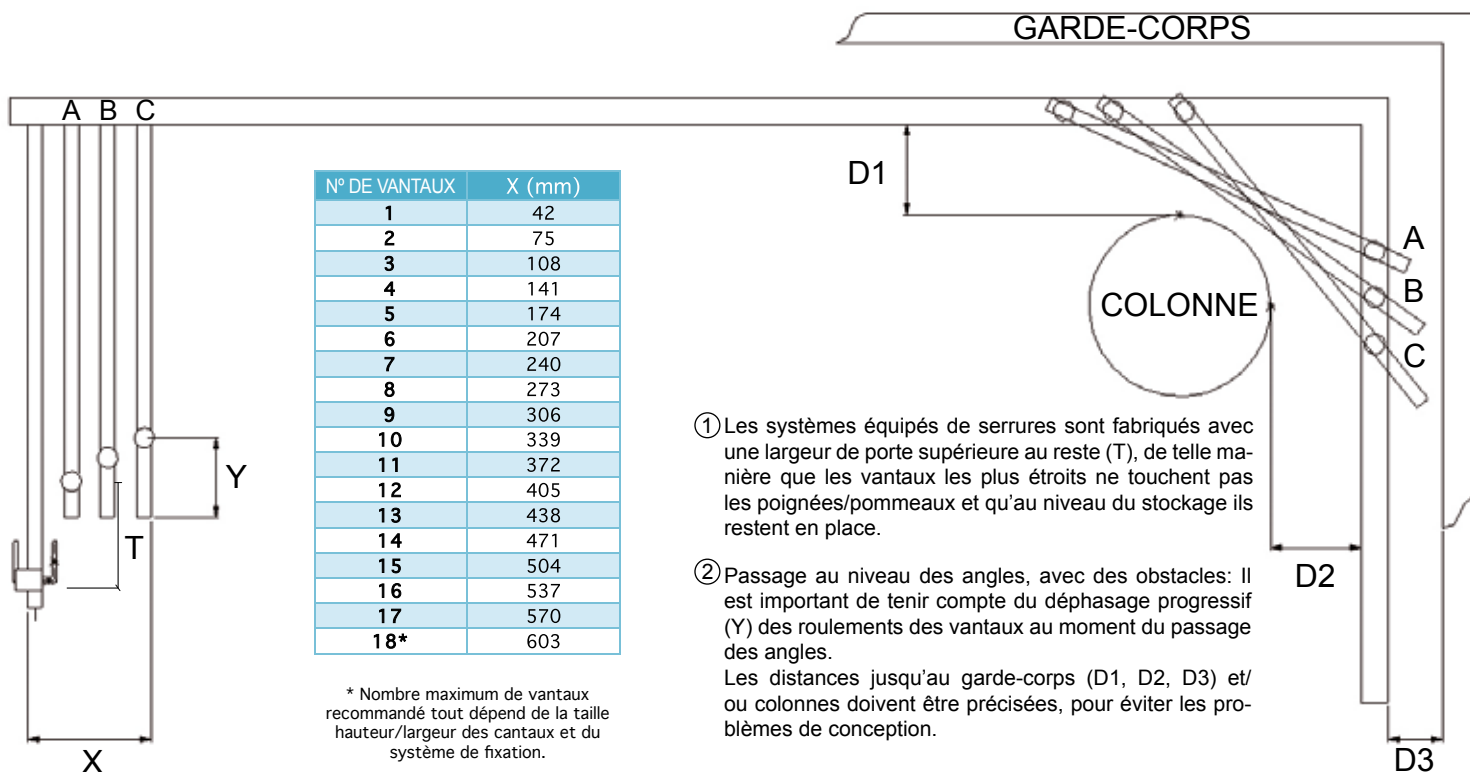 GARDE-CORPS
A B C
D1
Nº DE VANTAUX X (mm)
1 42
2 75
3 108
4 141
5 174
6 207
7 240
8 273
9 306
10 339
11 372
12 405
13 438
14 471
15 504
16 537
17 570
18* 603
* Nombre maximum de vantaux
recommandé tout dépend de la taille
hauteur/largeur des cantaux et du
système de fixation.
A
B
C
COLONNE
Y
T
X
① Les systèmes équipés de serrures sont fabriqués avec
une largeur de porte supérieure au reste (T), de telle ma-
nière que les vantaux les plus étroits ne touchent pas
les poignées/pommeaux et qu'au niveau du stockage ils
restent en place.
② Passage au niveau des angles, avec des obstacles: Il
est important de tenir compte du déphasage progressif
(Y) des roulements des vantaux au moment du passage
des angles.
Les distances jusqu'au garde-corps (D1, D2, D3) et/
ou colonnes doivent être précisées, pour éviter les pro-
blèmes de conception.
D2
D3